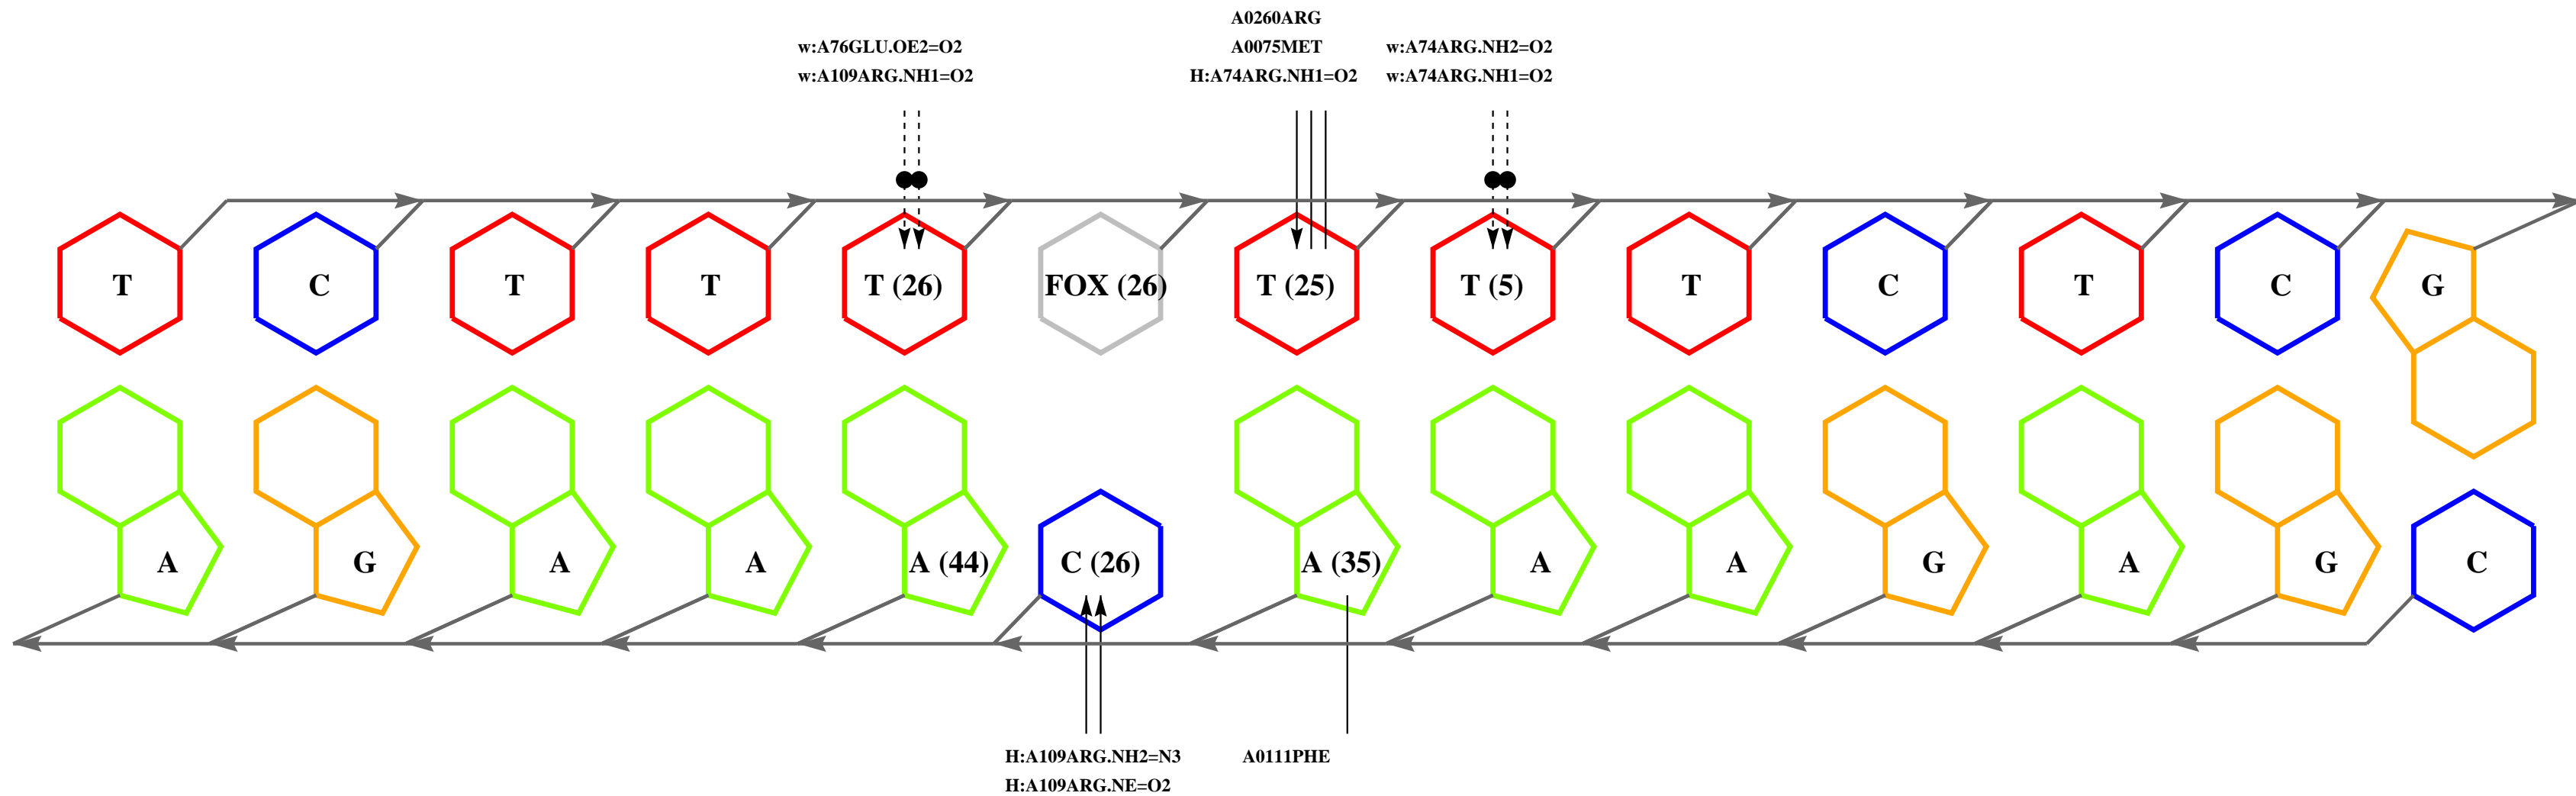 A0260ARG
w:A76GLU.OE2=O2 A0075MET w:A74ARG.NH2=O2
w:A109ARG.NH1=O2 H:A74ARG.NH1=O2 w:A74ARG.NH1=O2
T C T T T (26) FOX (26) T (25) T (5) T C T C G
A G A A A (44) C (26) A (35) A A G A G C
H:A109ARG.NH2=N3 A0111PHE
H:A109ARG.NE=O2